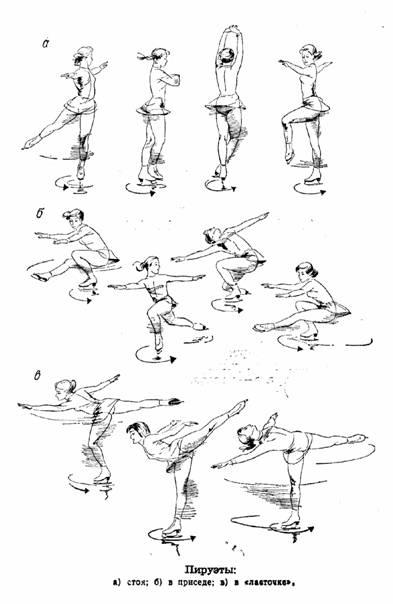 а
б
в
Пируэты:
а) стоя; б) в приседе; в) в «ласточке».